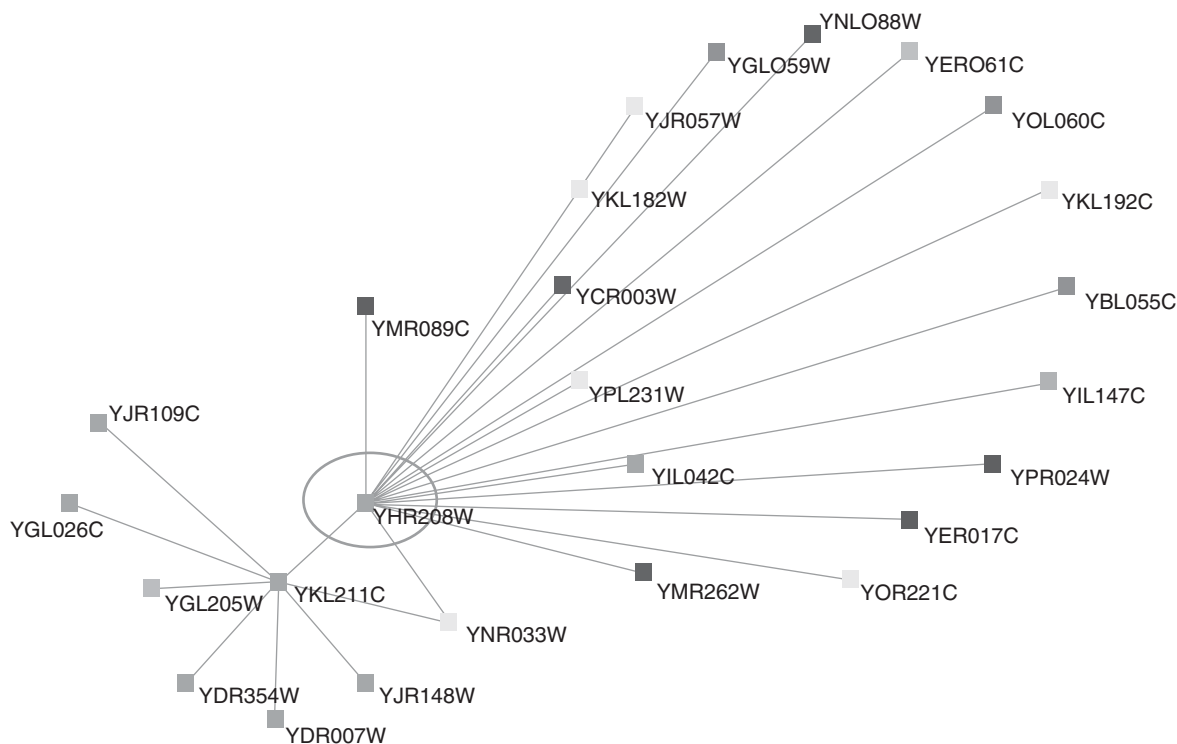 YNLO88W
YGLO59W
YERO61C
YJR057W
YOL060C
YKL182W
YKL192C
YCR003W
YBL055C
YMR089C
YPL231W
YIL147C
YJR109C
YIL042C
YPR024W
YHR208W
YGL026C
YER017C
YMR262W
YOR221C
YKL211C
YGL205W
YNR033W
YDR354W
YJR148W
YDR007W